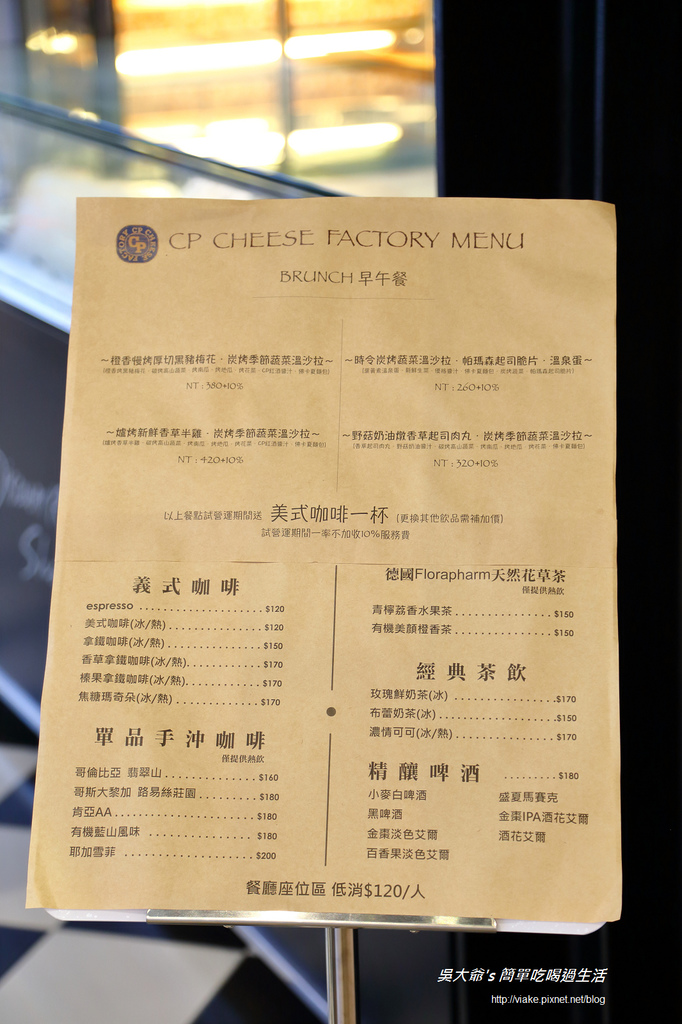 CP CHEESE FACTORY MENU
BRUNCH 早午餐
~橙香慢烤厚切黑豬梅花．炭烤季節蔬菜溫沙拉~
NT : 380+10%
~時令炭烤蔬菜溫沙拉．帕瑪森起司脆片．溫泉蛋~
NT : 260+10%
~爐烤新鮮香草半雞．炭烤季節蔬菜溫沙拉~
NT : 420+10%
~野菇奶油燉香草起司肉丸．炭烤季節蔬菜溫沙拉~
NT : 320+10%
以上餐點試營運期間送 美式咖啡一杯 (更換其他飲品需補加價)
試營運期間一率不加收10%服務費
義式咖啡
espresso $120
美式咖啡(冰/熱) $120
拿鐵咖啡(冰/熱) $150
香草拿鐵咖啡(冰/熱) $170
榛果拿鐵咖啡(冰/熱) $170
焦糖瑪奇朵(冰/熱) $170
單品手沖咖啡
僅提供熱飲
哥倫比亞 翡翠山 $160
哥斯大黎加 路易絲莊園 $180
肯亞AA $180
有機藍山風味 $180
耶加雪菲 $200
德國Florapharm天然花草茶
僅提供熱飲
青檸荔香水果茶 $150
有機美顏橙香茶 $150
經典茶飲
玫瑰鮮奶茶(冰) $170
布蕾奶茶(冰) $150
濃情可可(冰/熱) $170
精釀啤酒 $180
小麥白啤酒
黑啤酒
金棗淡色艾爾
百香果淡色艾爾
盛夏馬賽克
金棗IPA酒花艾爾
酒花艾爾
餐廳座位區 低消$120/人
吳大爺's 簡單吃喝過生活
http://viake.pixnet.net/blog